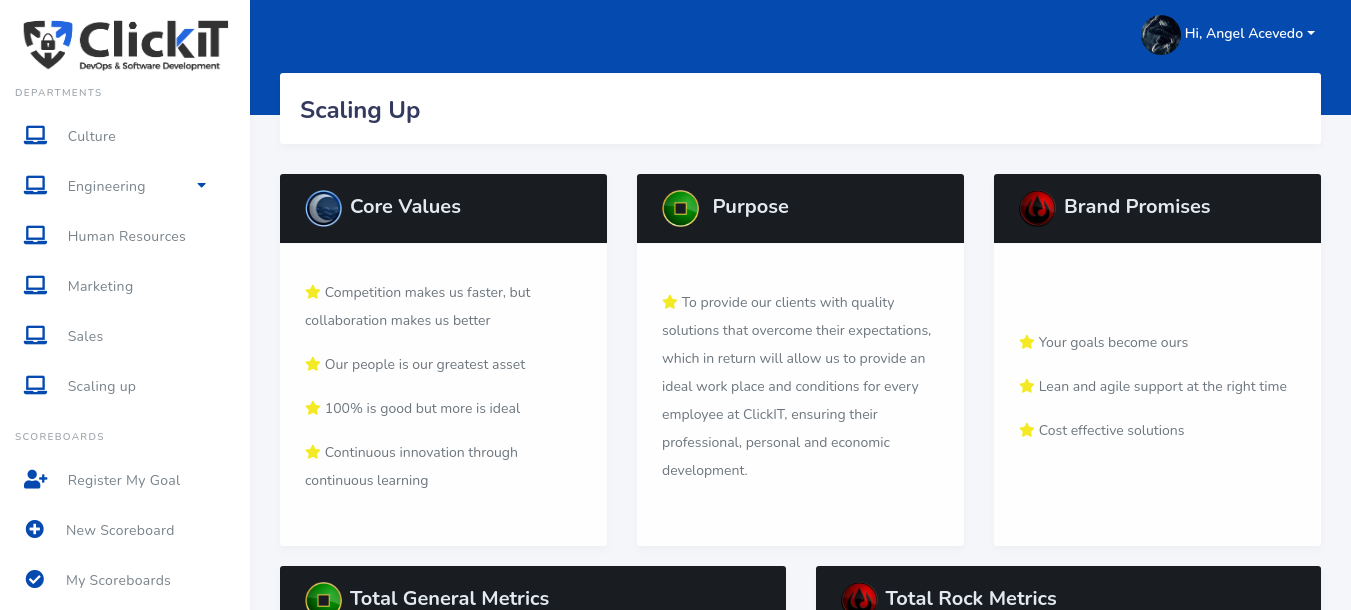 ClickiT
DevOps & Software Development
DEPARTMENTS
Culture
Engineering
Human Resources
Marketing
Sales
Scaling up
SCOREBOARDS
Register My Goal
New Scoreboard
My Scoreboards
Hi, Angel Acevedo
Scaling Up
Core Values
Competition makes us faster, but
collaboration makes us better
Our people is our greatest asset
100% is good but more is ideal
Continuous innovation through
continuous learning
Purpose
To provide our clients with quality
solutions that overcome their expectations,
which in return will allow us to provide an
ideal work place and conditions for every
employee at ClickIT, ensuring their
professional, personal and economic
development.
Brand Promises
Your goals become ours
Lean and agile support at the right time
Cost effective solutions
Total General Metrics
Total Rock Metrics